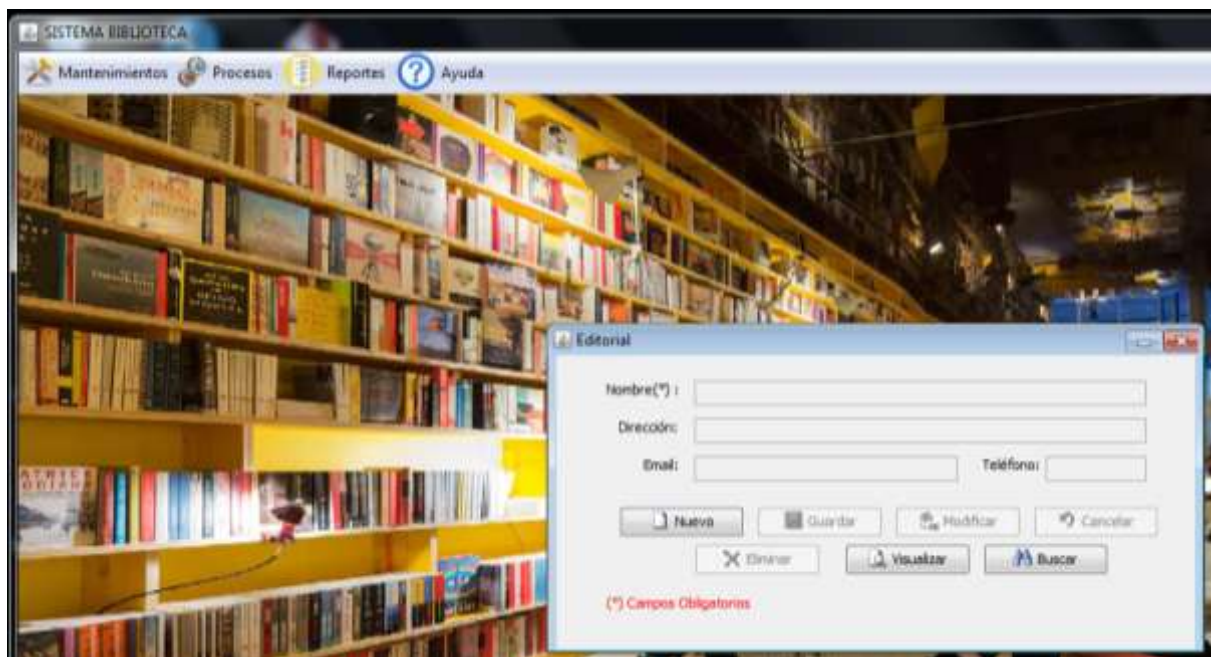 SISTEMA BIBLIOTECA
Mantenimientos Procesos Reportes Ayuda
Editorial
Nombre(*) :
Dirección:
Email: Teléfono:
Nuevo Guardar Modificar Cancelar
Eliminar Visualizar Buscar
(*) Campos Obligatorios